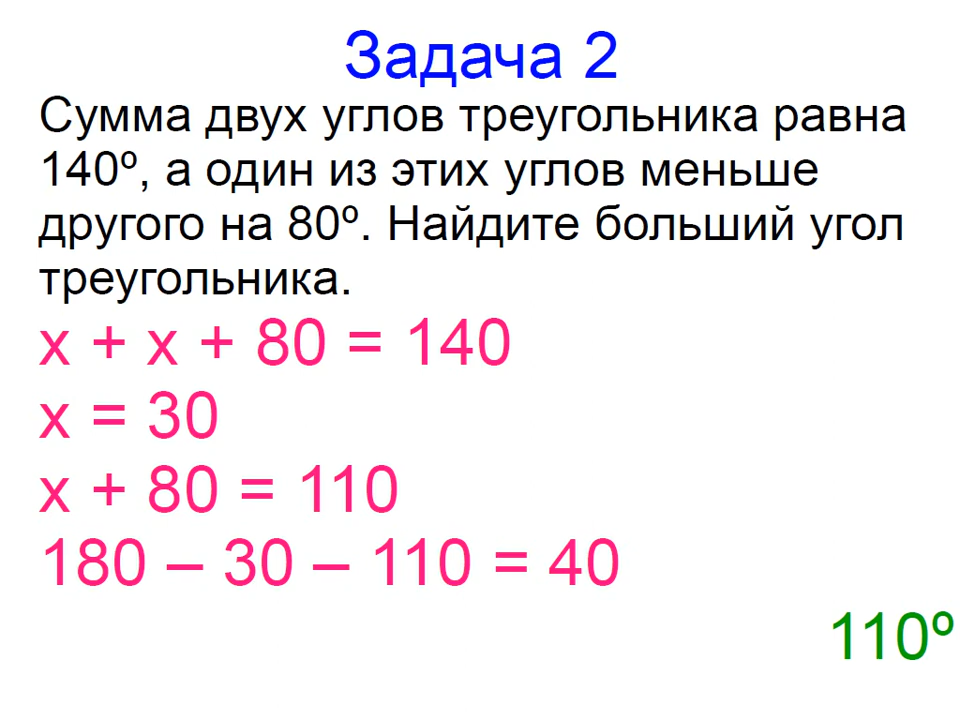 Задача 2
Сумма двух углов треугольника равна
140º, а один из этих углов меньше
другого на 80º. Найдите больший угол
треугольника.
х + х + 80 = 140
х = 30
х + 80 = 110
180 – 30 – 110 = 40
110º